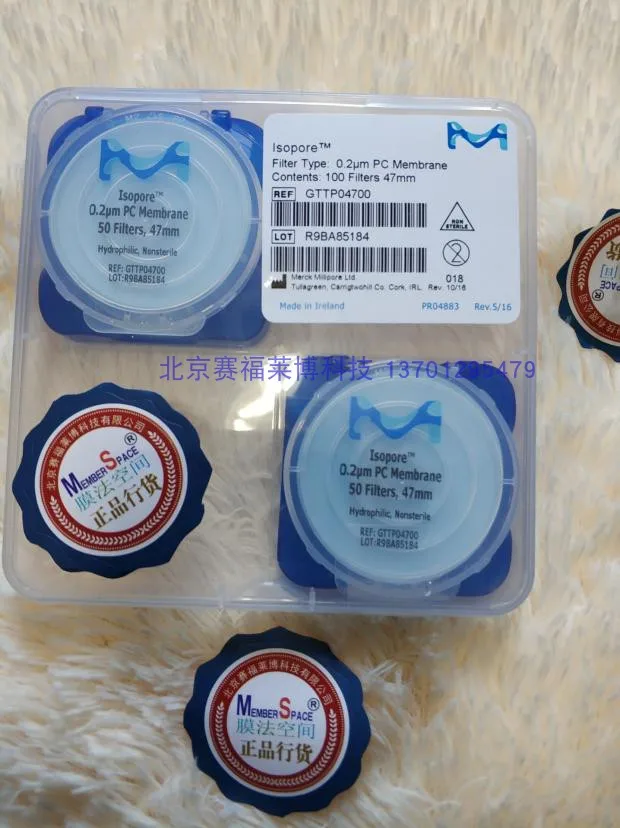 Isopore™
Filter Type: 0.2µm PC Membrane
Contents: 100 Filters 47mm
REF GTTP04700
LOT R9BA85184
NON
STERILE
2
018
Merck Millipore Ltd.
Tullagreen, Carrigtwohill Co. Cork, IRL. Rev. 10/16
Made in Ireland PR04883 Rev.5/16
Isopore™
0.2µm PC Membrane
50 Filters, 47mm
Hydrophilic, Nonsterile
REF: GTTP04700
LOT:R9BA85184
北京赛福莱博科技 13701295479
Isopore™
0.2µm PC Membrane
50 Filters, 47mm
Hydrophilic, Nonsterile
REF: GTTP04700
LOT:R9BA85184
北京赛福莱博科技有限公司
MEMBER SPACE®
膜法空间
正品行货
北京赛福莱博科技有限公司
MEMBER SPACE®
膜法空间
正品行货